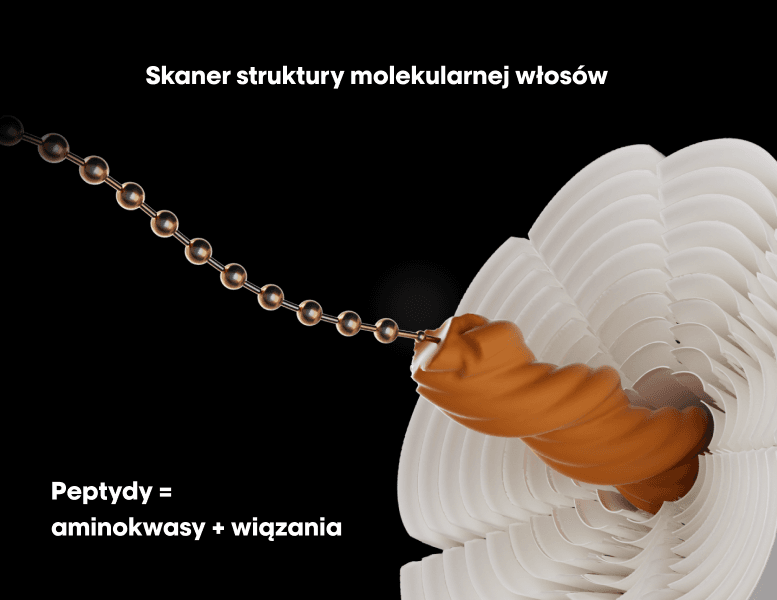 Skaner struktury molekularnej włosów
Peptydy =
aminokwasy + wiązania